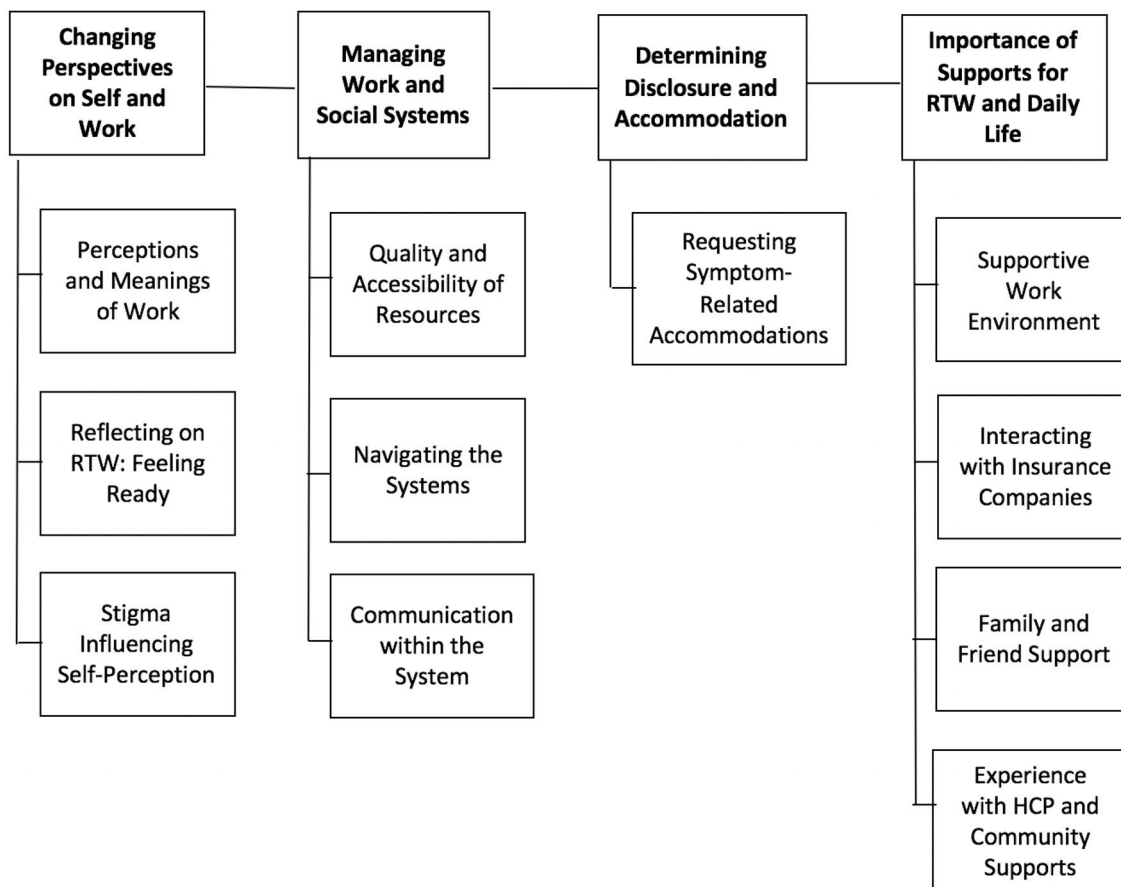 Changing
Perspectives
on Self and
Work
Perceptions
and Meanings
of Work
Reflecting on
RTW: Feeling
Ready
Stigma
Influencing
Self-Perception
Managing
Work and
Social Systems
Quality and
Accessibility of
Resources
Navigating the
Systems
Communication
within the
System
Determining
Disclosure and
Accommodation
Requesting
Symptom-
Related
Accommodations
Importance of
Supports for
RTW and Daily
Life
Supportive
Work
Environment
Interacting
with Insurance
Companies
Family and
Friend Support
Experience
with HCP and
Community
Supports